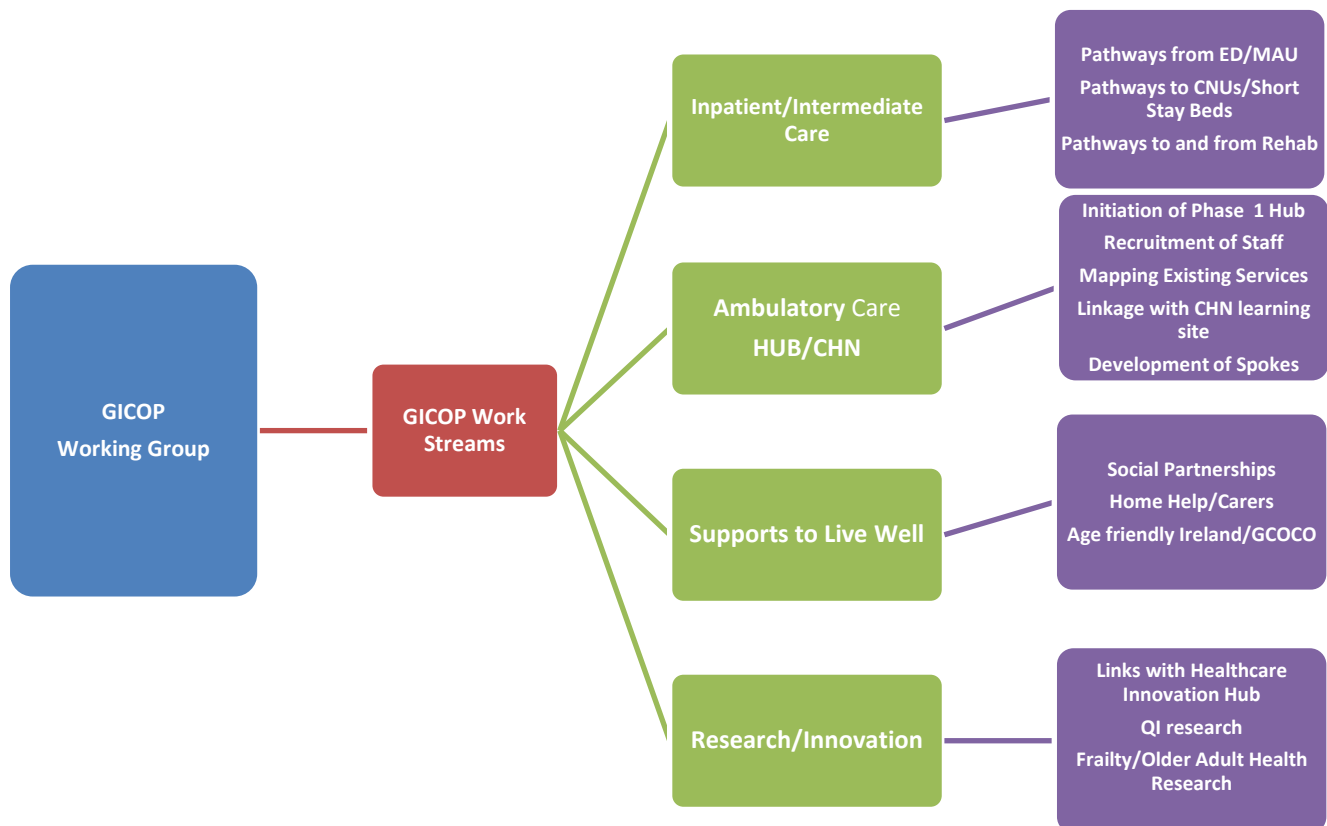 GICOP
Working Group
GICOP Work
Streams
Inpatient/Intermediate
Care
Pathways from ED/MAU
Pathways to CNUs/Short
Stay Beds
Pathways to and from Rehab
Ambulatory Care
HUB/CHN
Initiation of Phase 1 Hub
Recruitment of Staff
Mapping Existing Services
Linkage with CHN learning
site
Development of Spokes
Supports to Live Well
Social Partnerships
Home Help/Carers
Age friendly Ireland/GCOCO
Research/Innovation
Links with Healthcare
Innovation Hub
QI research
Frailty/Older Adult Health
Research